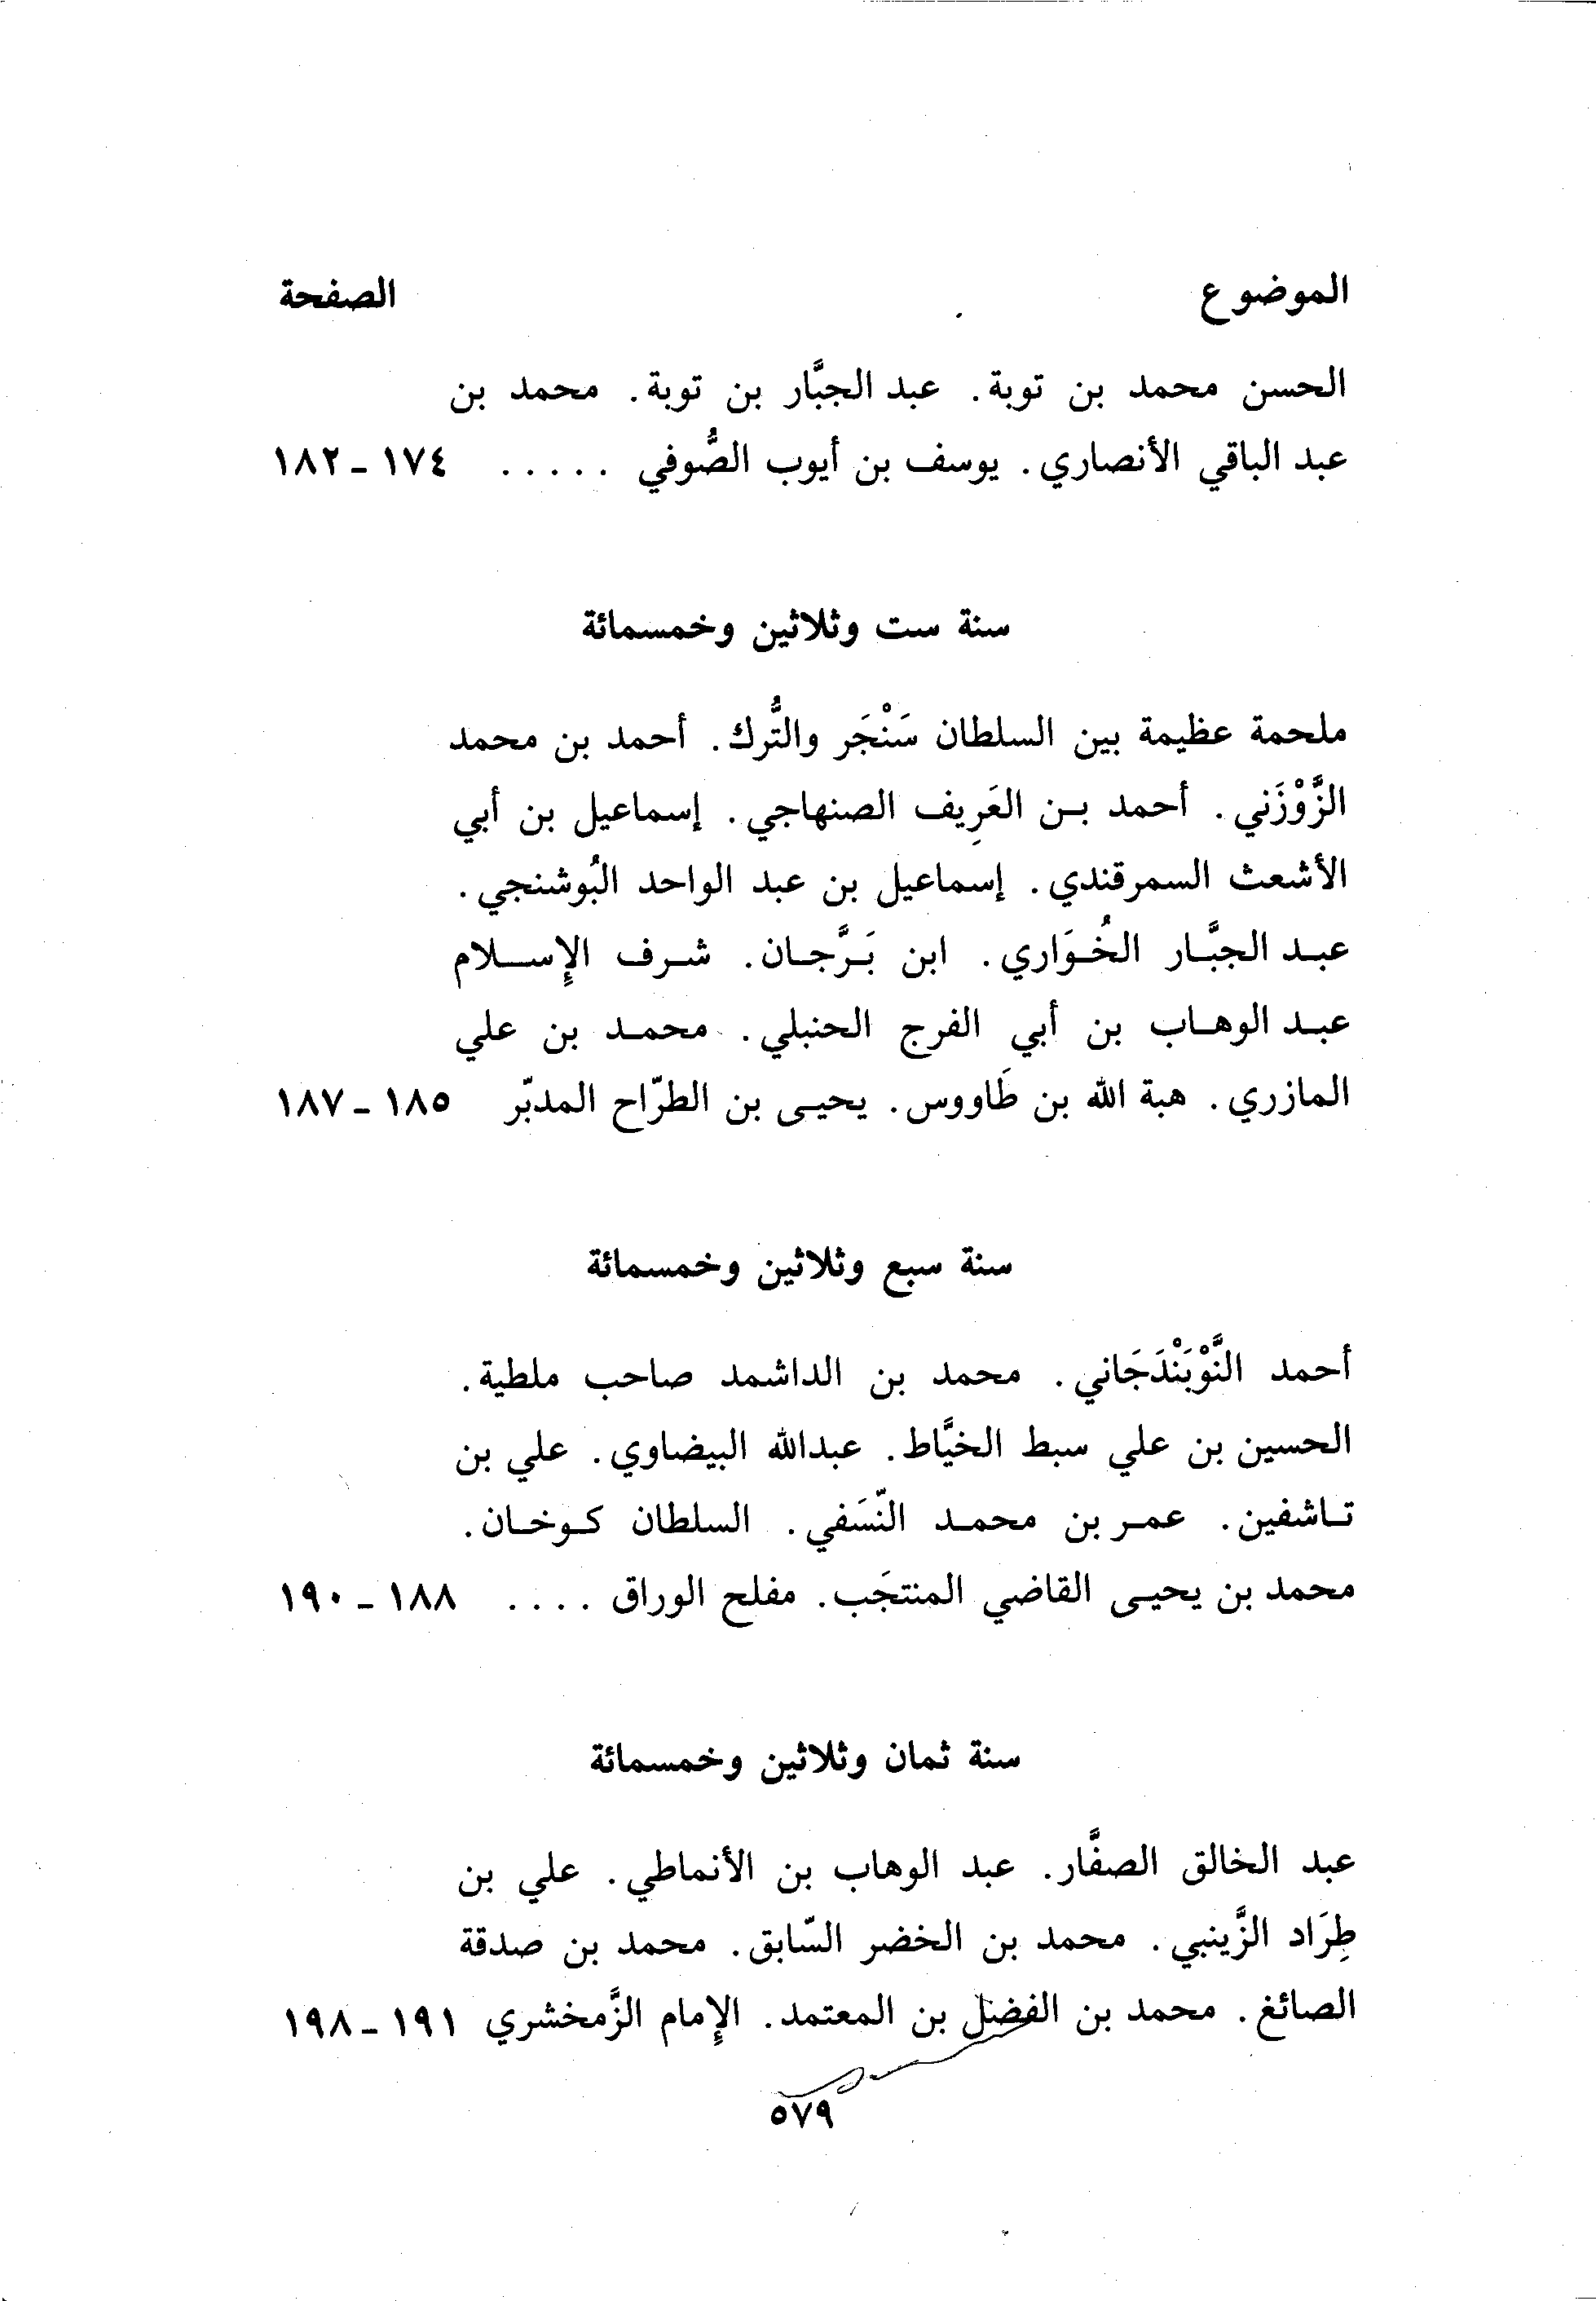 الموضوع الصفحة
الحسن محمد بن توبة. عبد الجبَّار بن توبة. محمد بن
عبد الباقي الأنصاري. يوسف بن أيوب الصُّوفي ..... ١٧٤ - ١٨٢
سنة ست وثلاثين وخمسمائة
ملحمة عظيمة بين السلطان سَنْجَر والتُّرك. أحمد بن محمد
الزَّوْزَني. أحمد بن العَرِيف الصنهاجي. إسماعيل بن أبي
الأشعث السمرقندي. إسماعيل بن عبد الواحد البُوشنجي.
عبد الجبَّار الخُوَاري. ابن بَرَّجان. شرف الإسلام
عبد الوهاب بن أبي الفرج الحنبلي. محمد بن علي
المازري. هبة الله بن طَاووس. يحيى بن الطرّاح المدبّر ١٨٥ - ١٨٧
سنة سبع وثلاثين وخمسمائة
أحمد النَّوْبَنْدَجَاني. محمد بن الداشمد صاحب ملطية.
الحسين بن علي سبط الخيَّاط. عبدالله البيضاوي. علي بن
تاشفين. عمر بن محمد النّسَفي. السلطان كوخان.
محمد بن يحيى القاضي المنتجَب. مفلح الوراق .... ١٨٨ - ١٩٠
سنة ثمان وثلاثين وخمسمائة
عبد الخالق الصفَّار. عبد الوهاب بن الأنماطي. علي بن
طِرَاد الزَّينبي. محمد بن الخضر السّابق. محمد بن صدقة
الصائغ. محمد بن الفضل بن المعتمد. الإمام الزَّمخشري ١٩١ - ١٩٨
٥٧٩